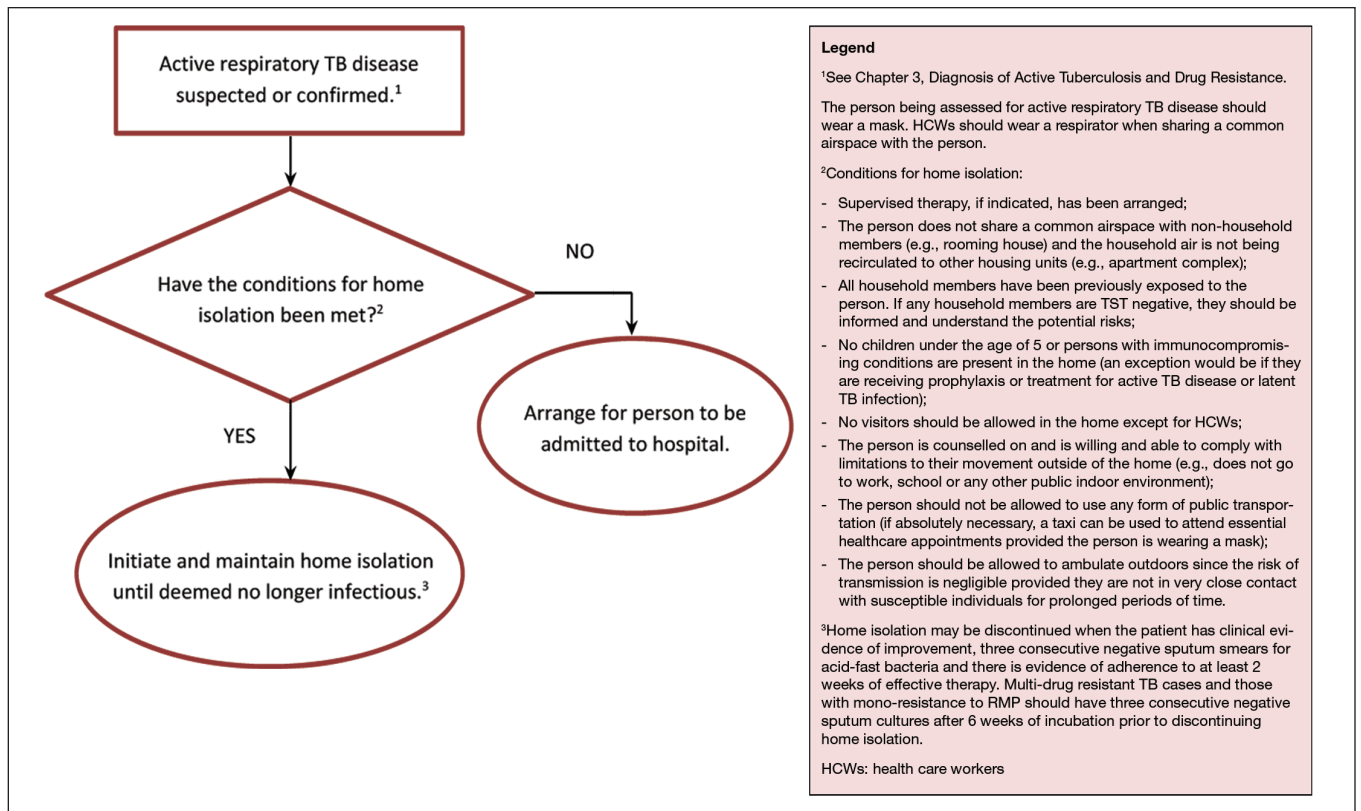 Active respiratory TB disease
suspected or confirmed.¹
Have the conditions for home
isolation been met?²
NO
YES
Arrange for person to be
admitted to hospital.
Initiate and maintain home isolation
until deemed no longer infectious.³
Legend
¹See Chapter 3, Diagnosis of Active Tuberculosis and Drug Resistance.
The person being assessed for active respiratory TB disease should
wear a mask. HCWs should wear a respirator when sharing a common
airspace with the person.
²Conditions for home isolation:
- Supervised therapy, if indicated, has been arranged;
- The person does not share a common airspace with non-household
members (e.g., rooming house) and the household air is not being
recirculated to other housing units (e.g., apartment complex);
- All household members have been previously exposed to the
person. If any household members are TST negative, they should be
informed and understand the potential risks;
- No children under the age of 5 or persons with immunocompromis-
ing conditions are present in the home (an exception would be if they
are receiving prophylaxis or treatment for active TB disease or latent
TB infection);
- No visitors should be allowed in the home except for HCWs;
- The person is counselled on and is willing and able to comply with
limitations to their movement outside of the home (e.g., does not go
to work, school or any other public indoor environment);
- The person should not be allowed to use any form of public transpor-
tation (if absolutely necessary, a taxi can be used to attend essential
healthcare appointments provided the person is wearing a mask);
- The person should be allowed to ambulate outdoors since the risk of
transmission is negligible provided they are not in very close contact
with susceptible individuals for prolonged periods of time.
³Home isolation may be discontinued when the patient has clinical evi-
dence of improvement, three consecutive negative sputum smears for
acid-fast bacteria and there is evidence of adherence to at least 2
weeks of effective therapy. Multi-drug resistant TB cases and those
with mono-resistance to RMP should have three consecutive negative
sputum cultures after 6 weeks of incubation prior to discontinuing
home isolation.
HCWs: health care workers